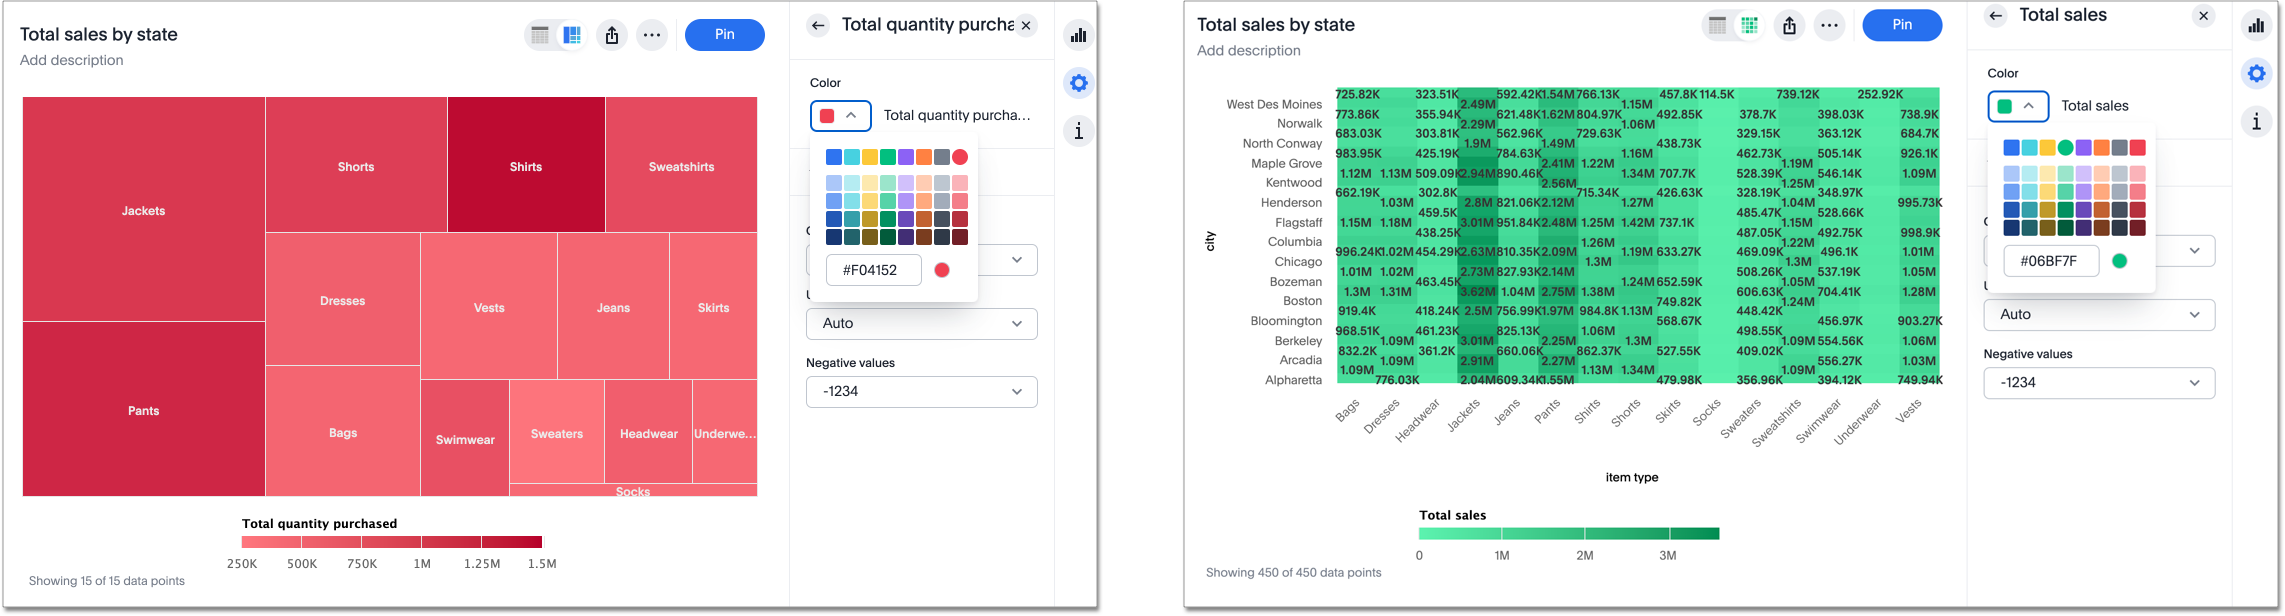 Total sales by state
Add description
Pin
Total quantity purcha
Color
Total quantity purcha...
#F04152
Auto
Negative values
-1234
Jackets
Shorts
Shirts
Sweatshirts
Dresses
Vests
Jeans
Skirts
Pants
Bags
Swimwear
Sweaters
Headwear
Underwe...
Socks
Total quantity purchased
250K 500K 750K 1M 1.25M 1.5M
Showing 15 of 15 data points
Total sales by state
Add description
Pin
Total sales
Color
Total sales
#06BF7F
Auto
Negative values
-1234
city
725.82K 323.51K 592.42K 1.54M 766.13K 457.8K 114.5K 739.12K 252.92K
West Des Moines 2.49M 1.15M
773.86K 355.94K 621.48K 1.62M 804.97K 492.85K 378.7K 398.03K 738.9K
Norwalk 2.29M 1.06M
683.03K 303.81K 562.96K 729.63K 329.15K 363.12K 684.7K
North Conway 1.9M 1.49M 438.73K
983.95K 425.19K 784.63K 1.16M 462.73K 505.14K 926.1K
Maple Grove 2.41M 1.22M 1.19M
1.12M 1.13M 509.09K 2.94M 890.46K 1.34M 707.7K 528.39K 546.14K 1.09M
Kentwood 2.56M 1.25M
662.19K 302.8K 715.34K 426.63K 328.19K 348.97K
Henderson 1.03M 2.8M 821.06K 2.12M 1.27M 1.04M 995.73K
459.5K 485.47K 528.66K
Flagstaff 1.15M 1.18M 3.01M 951.84K 2.48M 1.25M 1.42M 737.1K 1.15M
438.25K 487.05K 492.75K 998.9K
Columbia 1.26M 1.22M
996.24K 1.02M 454.29K 2.63M 810.35K 2.09M 1.19M 633.27K 469.09K 496.1K 1.01M
Chicago 1.3M 1.3M
1.01M 1.02M 2.73M 827.93K 2.14M 508.26K 537.19K 1.05M
Bozeman 463.45K 1.24M 652.59K 1.05M
1.3M 1.31M 3.62M 1.04M 2.75M 1.38M 606.63K 704.41K 1.28M
Boston 749.82K 1.24M
919.4K 418.24K 2.5M 756.99K 1.97M 984.8K 1.13M 448.42K
Bloomington 568.67K 456.97K 903.27K
968.51K 461.23K 825.13K 1.06M 498.55K
Berkeley 1.09M 3.01M 2.25M 1.3M 1.09M 554.56K 1.06M
832.2K 361.2K 660.06K 862.37K 527.55K 409.02K
Arcadia 1.09M 2.91M 2.27M 556.27K 1.03M
1.09M 1.13M 1.34M 1.09M
Alpharetta 776.03K 2.04M 609.34K 1.55M 479.98K 356.96K 394.12K 749.94K
Bags Dresses Headwear Jackets Jeans Pants Shirts Shorts Skirts Socks Sweaters Sweatshirts Swimwear Underwear Vests
item type
Total sales
0 1M 2M 3M
Showing 450 of 450 data points